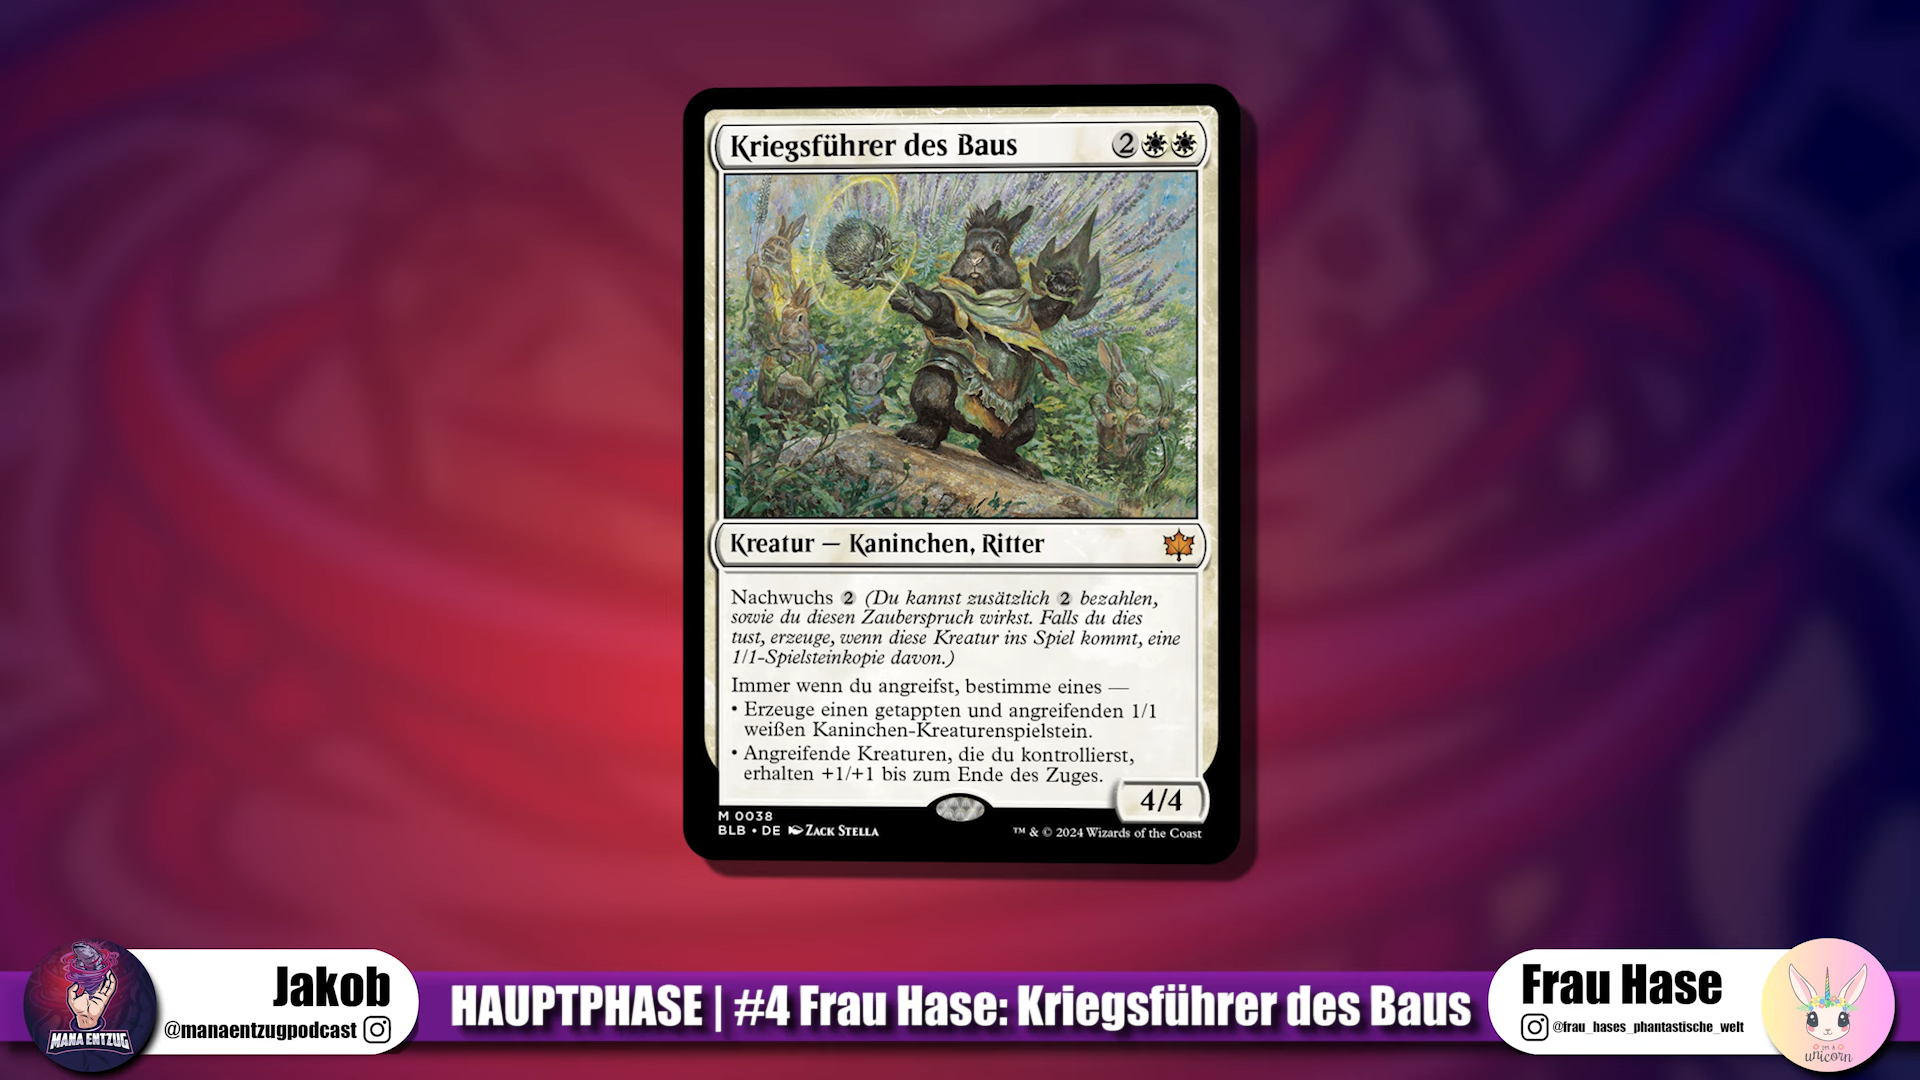 Kriegsführer des Baus 2
Kreatur — Kaninchen, Ritter
Nachwuchs 2 (Du kannst zusätzlich 2 bezahlen,
sowie du diesen Zauberspruch wirkst. Falls du dies
tust, erzeuge, wenn diese Kreatur ins Spiel kommt, eine
1/1-Spielsteinkopie davon.)
Immer wenn du angreifst, bestimme eines —
• Erzeuge einen getappten und angreifenden 1/1
weißen Kaninchen-Kreaturenspielstein.
• Angreifende Kreaturen, die du kontrollierst,
erhalten +1/+1 bis zum Ende des Zuges.
4/4
M 0038
BLB • DE Zack Stella
™ & © 2024 Wizards of the Coast
MANA ENTZUG
Jakob
@manaentzugpodcast
HAUPTPHASE | #4 Frau Hase: Kriegsführer des Baus
Frau Hase
@frau_hases_phantastische_welt
I'm a
unicorn